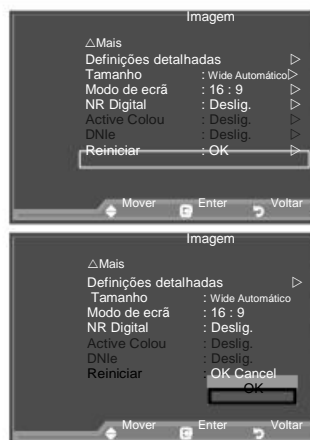 Imagem
△Mais
Definições detalhadas ▷
Tamanho : Wide Automático▷
Modo de ecrã : 16 : 9 ▷
NR Digital : Deslig. ▷
Active Colou : Deslig. ▷
DNIe : Deslig. ▷
Reiniciar : OK ▷
Mover Enter Voltar
Imagem
△Mais
Definições detalhadas ▷
Tamanho : Wide Automático
Modo de ecrã : 16 : 9
NR Digital : Deslig.
Active Colou : Deslig.
DNIe : Deslig.
Reiniciar : OK Cancel
OK
Mover Enter Voltar